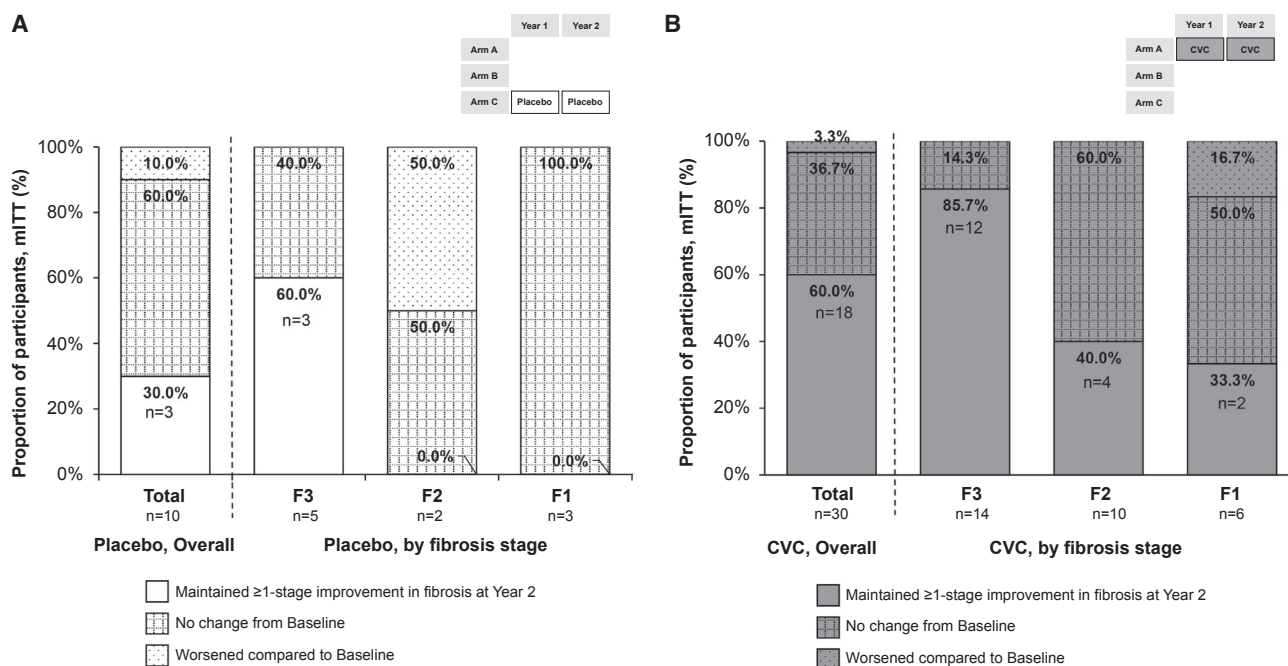 A
Year 1 Year 2
Arm A
Arm B
Arm C Placebo Placebo
Proportion of participants, mITT (%)
100%
80%
60%
40%
20%
0%
10.0%
60.0%
30.0%
n=3
40.0%
60.0%
n=3
50.0%
50.0%
0.0%
100.0%
0.0%
Total F3 F2 F1
n=10 n=5 n=2 n=3
Placebo, Overall Placebo, by fibrosis stage
Maintained ≥1-stage improvement in fibrosis at Year 2
No change from Baseline
Worsened compared to Baseline
B
Year 1 Year 2
Arm A CVC CVC
Arm B
Arm C
Proportion of participants, mITT (%)
100%
80%
60%
40%
20%
0%
3.3%
36.7%
60.0%
n=18
14.3%
85.7%
n=12
60.0%
40.0%
n=4
16.7%
50.0%
33.3%
n=2
Total F3 F2 F1
n=30 n=14 n=10 n=6
CVC, Overall CVC, by fibrosis stage
Maintained ≥1-stage improvement in fibrosis at Year 2
No change from Baseline
Worsened compared to Baseline